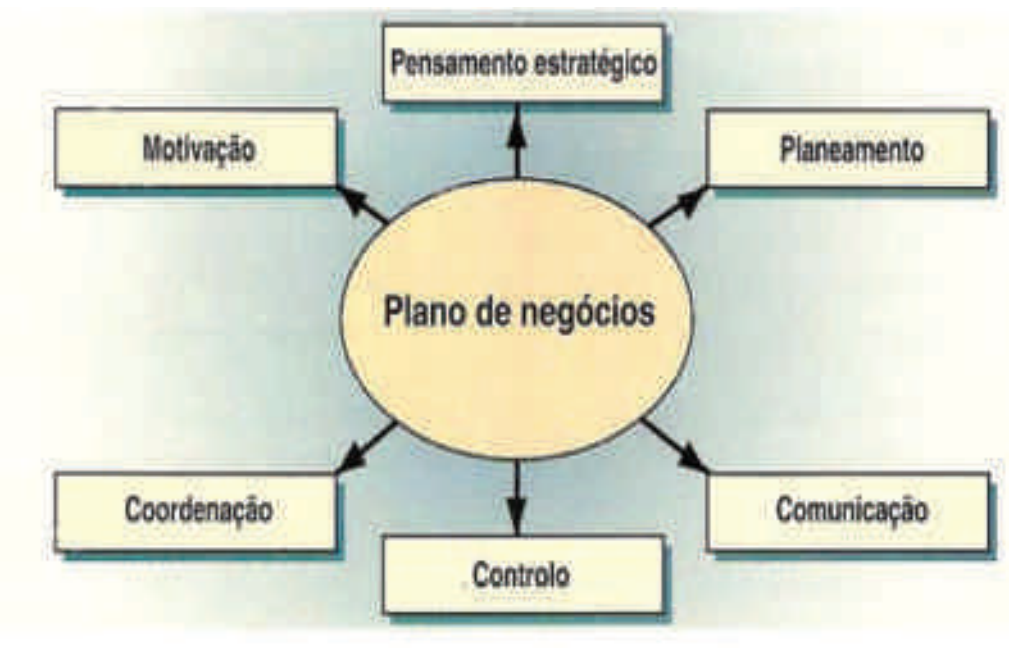 Pensamento estratégico
Motivação
Planeamento
Plano de negócios
Coordenação
Comunicação
Controlo